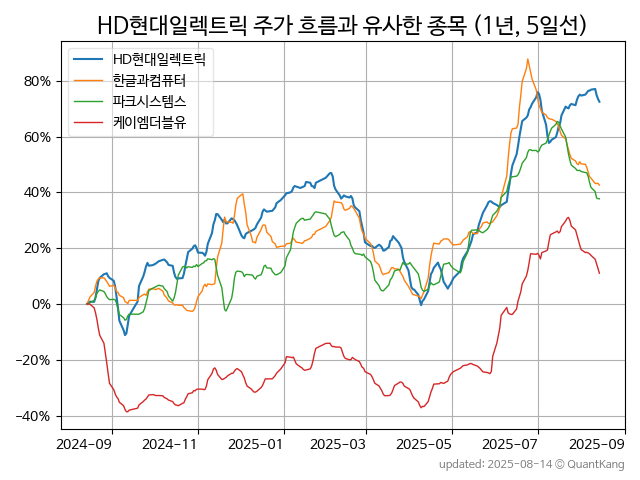 HD현대일렉트릭 주가 흐름과 유사한 종목 (1년, 5일선)
HD현대일렉트릭
한글과컴퓨터
파크시스템스
케이엠더블유
80%
60%
40%
20%
0%
−20%
−40%
2024-09
2024-11
2025-01
2025-03
2025-05
2025-07
2025-09
updated: 2025-08-14 © QuantKang